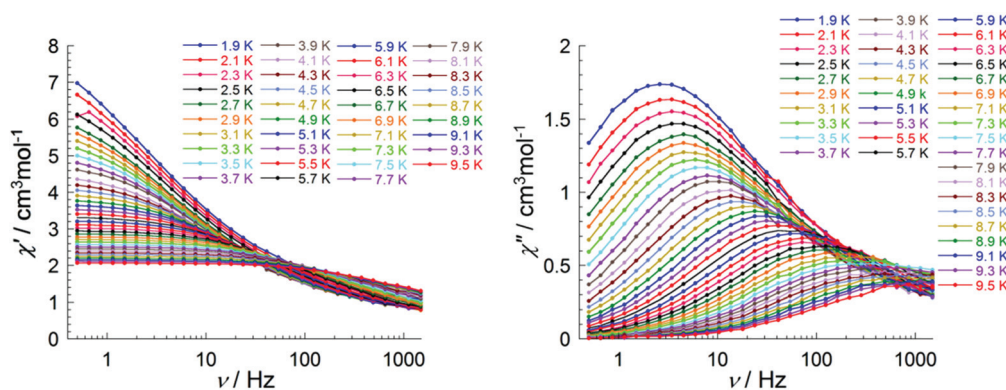 8
7
6
5
4
3
2
1
0
χ′ / cm³mol⁻¹
1.9 K 3.9 K 5.9 K 7.9 K
2.1 K 4.1 K 6.1 K 8.1 K
2.3 K 4.3 K 6.3 K 8.3 K
2.5 K 4.5 K 6.5 K 8.5 K
2.7 K 4.7 K 6.7 K 8.7 K
2.9 K 4.9 K 6.9 K 8.9 K
3.1 K 5.1 K 7.1 K 9.1 K
3.3 K 5.3 K 7.3 K 9.3 K
3.5 K 5.5 K 7.5 K 9.5 K
3.7 K 5.7 K 7.7 K
1 10 100 1000
ν / Hz
2
1.5
1
0.5
0
χ″ / cm³mol⁻¹
1.9 K 3.9 K 5.9 K
2.1 K 4.1 K 6.1 K
2.3 K 4.3 K 6.3 K
2.5 K 4.5 K 6.5 K
2.7 K 4.7 K 6.7 K
2.9 K 4.9 k 6.9 K
3.1 K 5.1 K 7.1 K
3.3 K 5.3 K 7.3 K
3.5 K 5.5 K 7.5 K
3.7 K 5.7 K 7.7 K
7.9 K
8.1 K
8.3 K
8.5 K
8.7 K
8.9 K
9.1 K
9.3 K
9.5 K
1 10 100 1000
ν / Hz